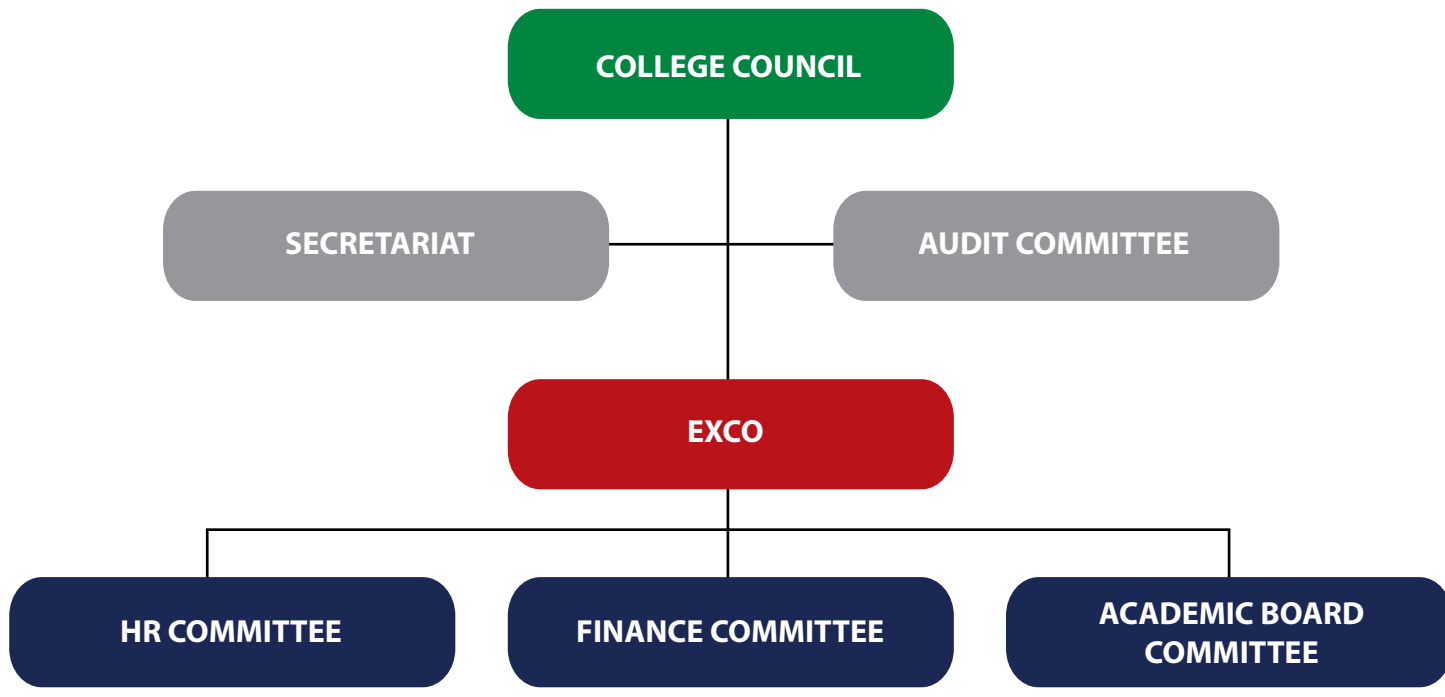 COLLEGE COUNCIL
SECRETARIAT
AUDIT COMMITTEE
EXCO
HR COMMITTEE
FINANCE COMMITTEE
ACADEMIC BOARD
COMMITTEE